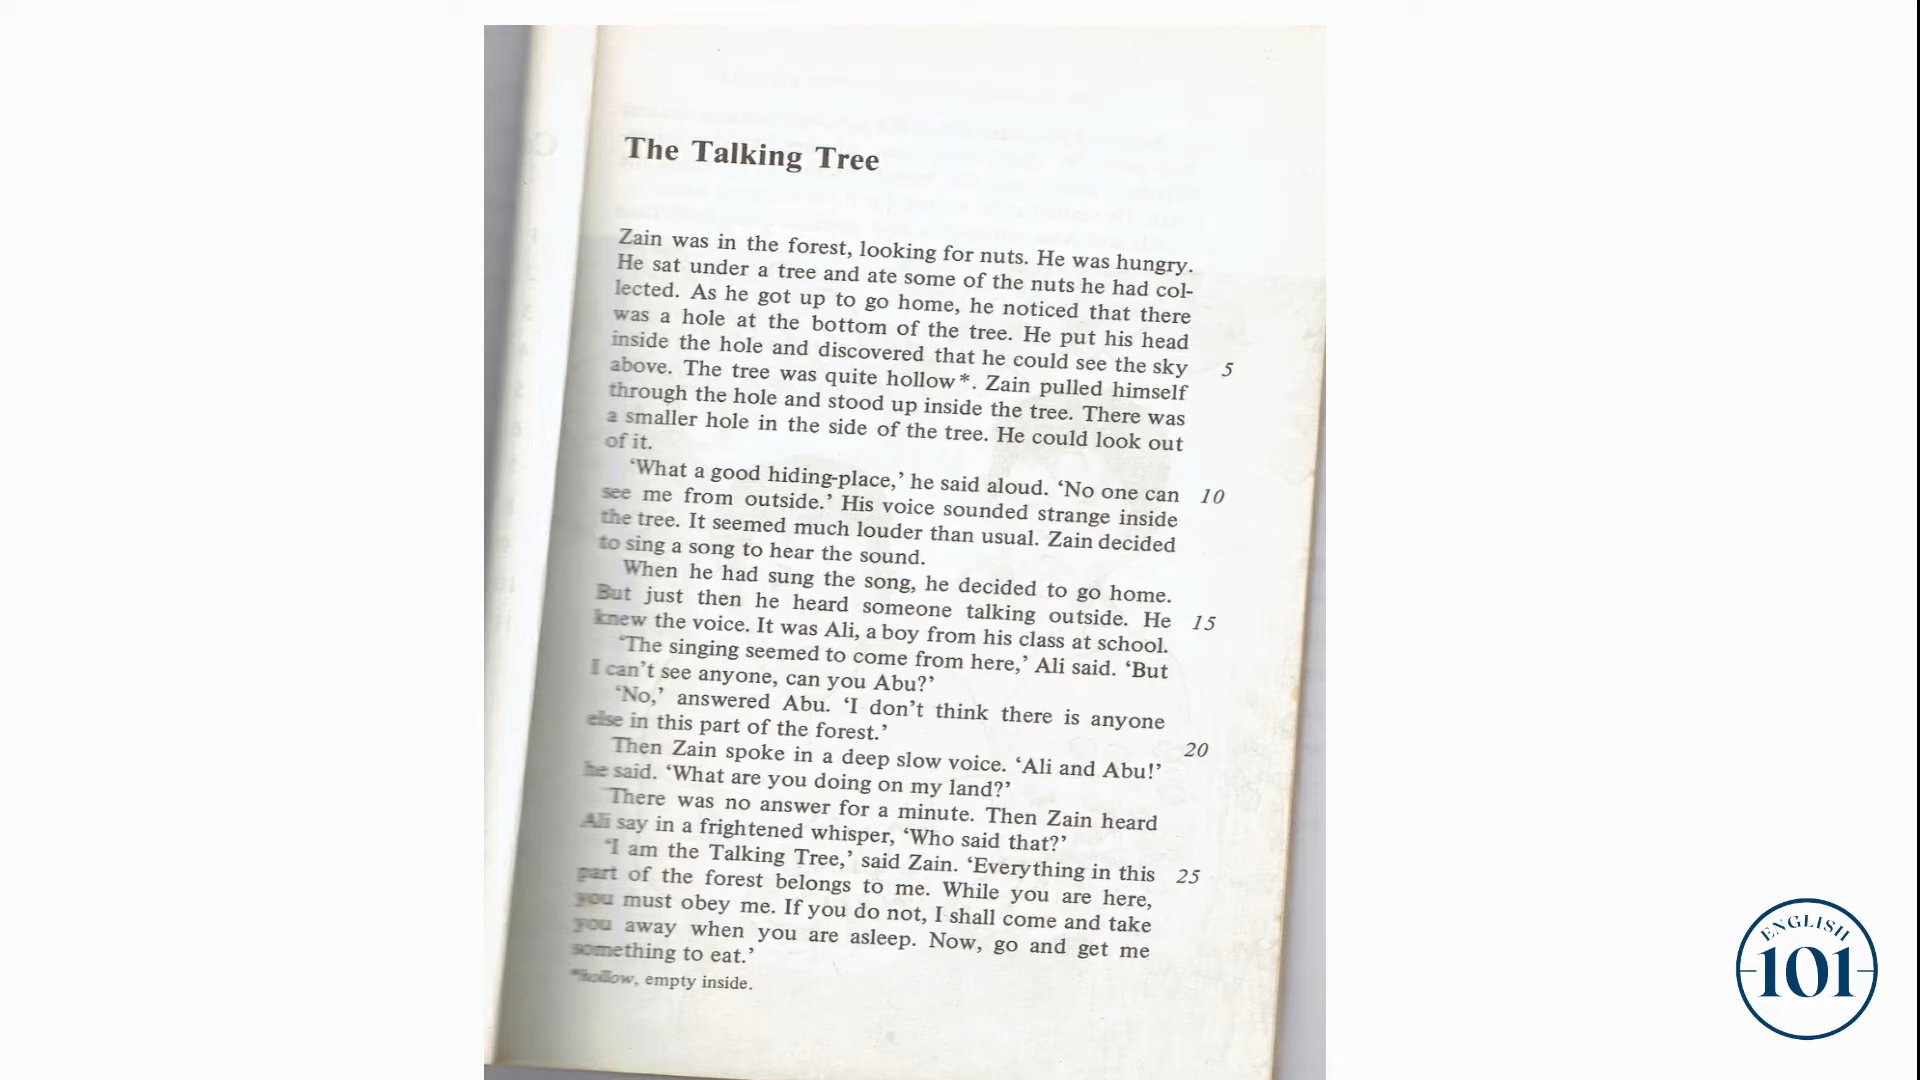 The Talking Tree
Zain was in the forest, looking for nuts. He was hungry.
He sat under a tree and ate some of the nuts he had col-
lected. As he got up to go home, he noticed that there
was a hole at the bottom of the tree. He put his head
inside the hole and discovered that he could see the sky 5
above. The tree was quite hollow*. Zain pulled himself
through the hole and stood up inside the tree. There was
a smaller hole in the side of the tree. He could look out
of it.
‘What a good hiding-place,’ he said aloud. ‘No one can 10
see me from outside.’ His voice sounded strange inside
the tree. It seemed much louder than usual. Zain decided
to sing a song to hear the sound.
When he had sung the song, he decided to go home.
But just then he heard someone talking outside. He 15
knew the voice. It was Ali, a boy from his class at school.
‘The singing seemed to come from here,’ Ali said. ‘But
I can’t see anyone, can you Abu?’
‘No,’ answered Abu. ‘I don’t think there is anyone
else in this part of the forest.’ 20
Then Zain spoke in a deep slow voice. ‘Ali and Abu!’
he said. ‘What are you doing on my land?’
There was no answer for a minute. Then Zain heard
Ali say in a frightened whisper, ‘Who said that?’
‘I am the Talking Tree,’ said Zain. ‘Everything in this 25
part of the forest belongs to me. While you are here,
you must obey me. If you do not, I shall come and take
you away when you are asleep. Now, go and get me
something to eat.’
*hollow, empty inside.
ENGLISH
101